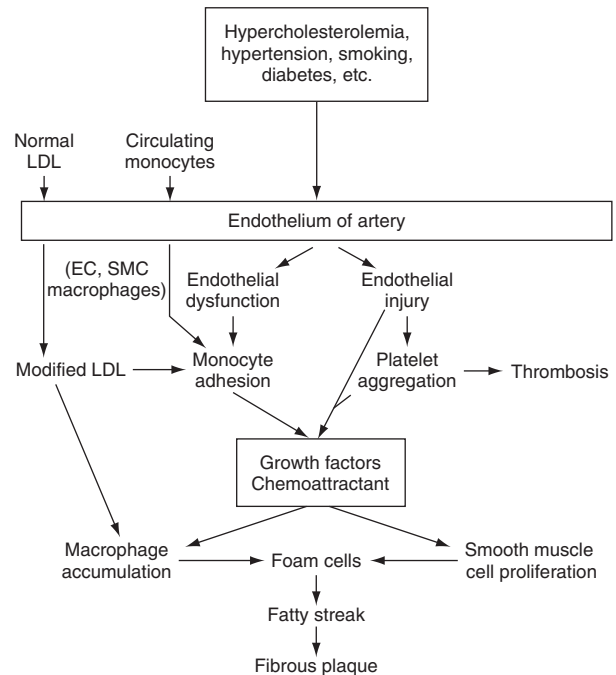 Hypercholesterolemia,
hypertension, smoking,
diabetes, etc.
Normal
LDL
Circulating
monocytes
Endothelium of artery
(EC, SMC
macrophages)
Endothelial
dysfunction
Endothelial
injury
Modified LDL
Monocyte
adhesion
Platelet
aggregation
Thrombosis
Growth factors
Chemoattractant
Macrophage
accumulation
Foam cells
Smooth muscle
cell proliferation
Fatty streak
Fibrous plaque